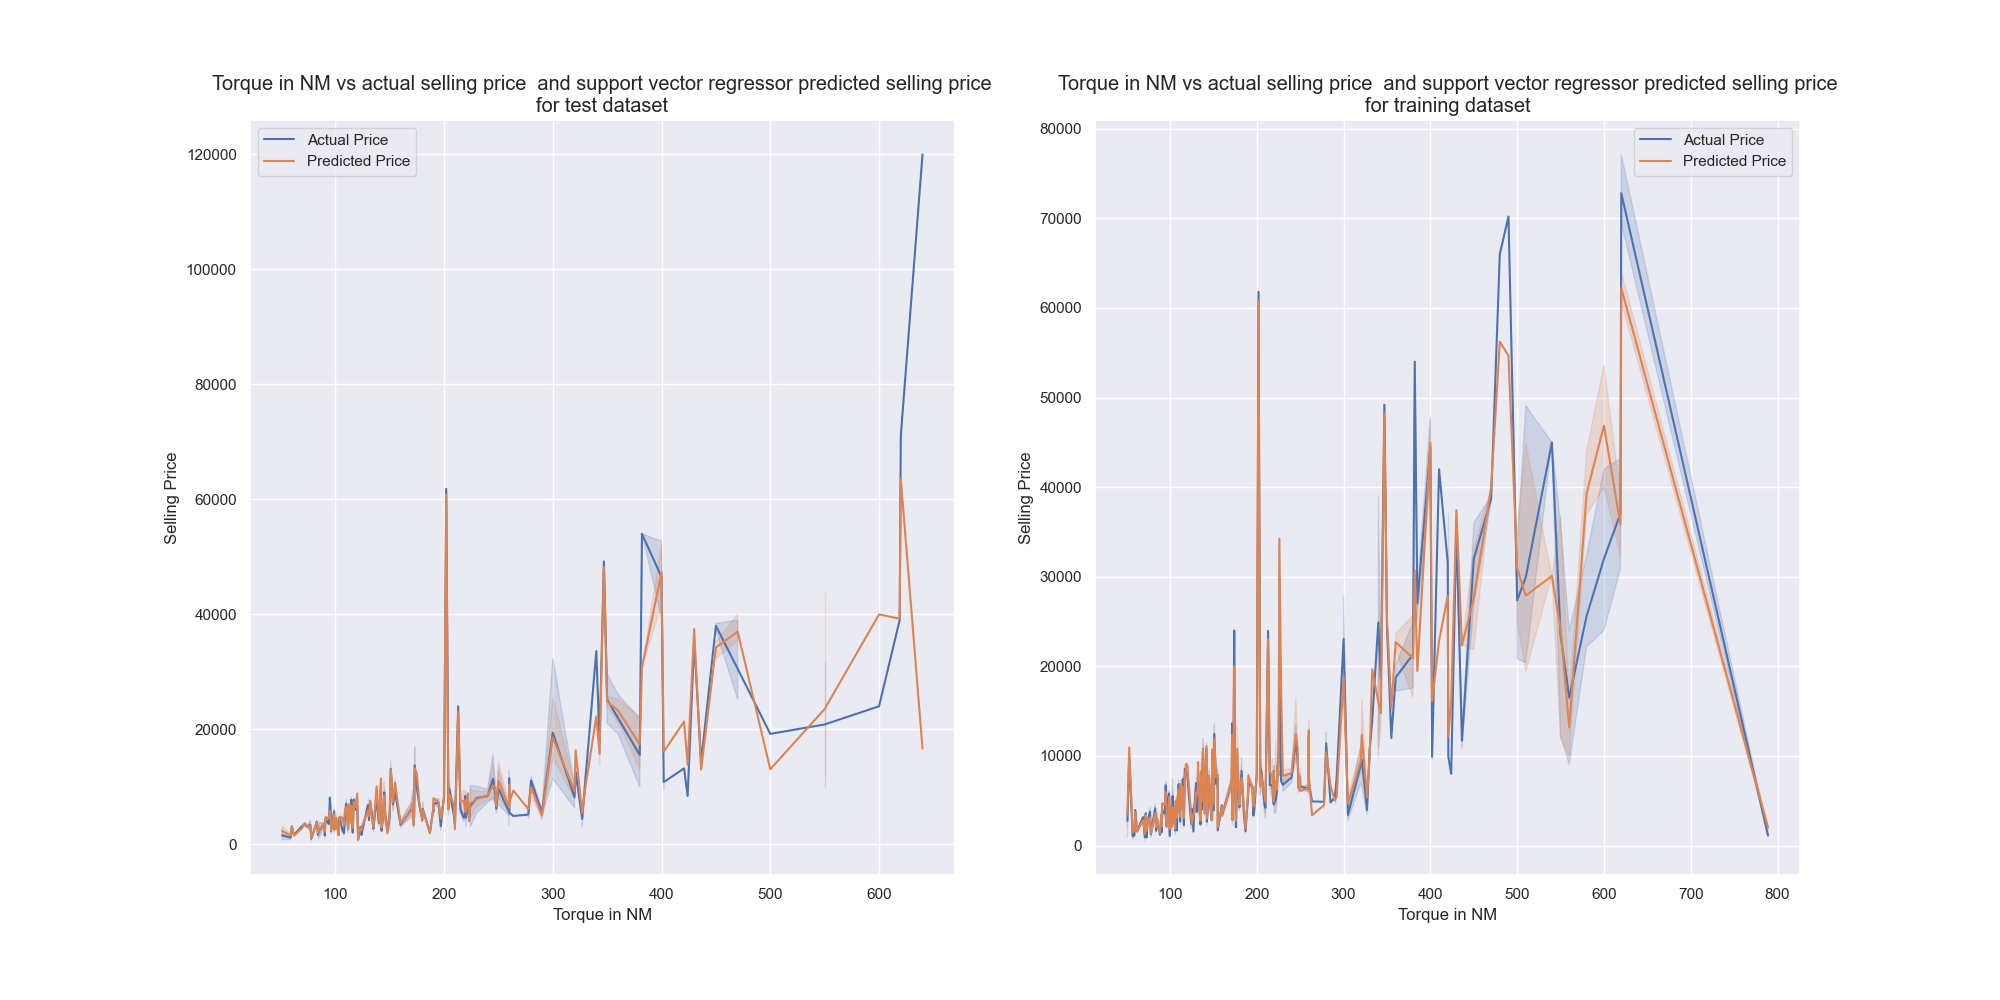 Torque in NM vs actual selling price  and support vector regressor predicted selling price
for test dataset
Actual Price
Predicted Price
120000
100000
80000
60000
40000
20000
0
Selling Price
100 200 300 400 500 600
Torque in NM
Torque in NM vs actual selling price  and support vector regressor predicted selling price
for training dataset
Actual Price
Predicted Price
80000
70000
60000
50000
40000
30000
20000
10000
0
Selling Price
100 200 300 400 500 600 700 800
Torque in NM